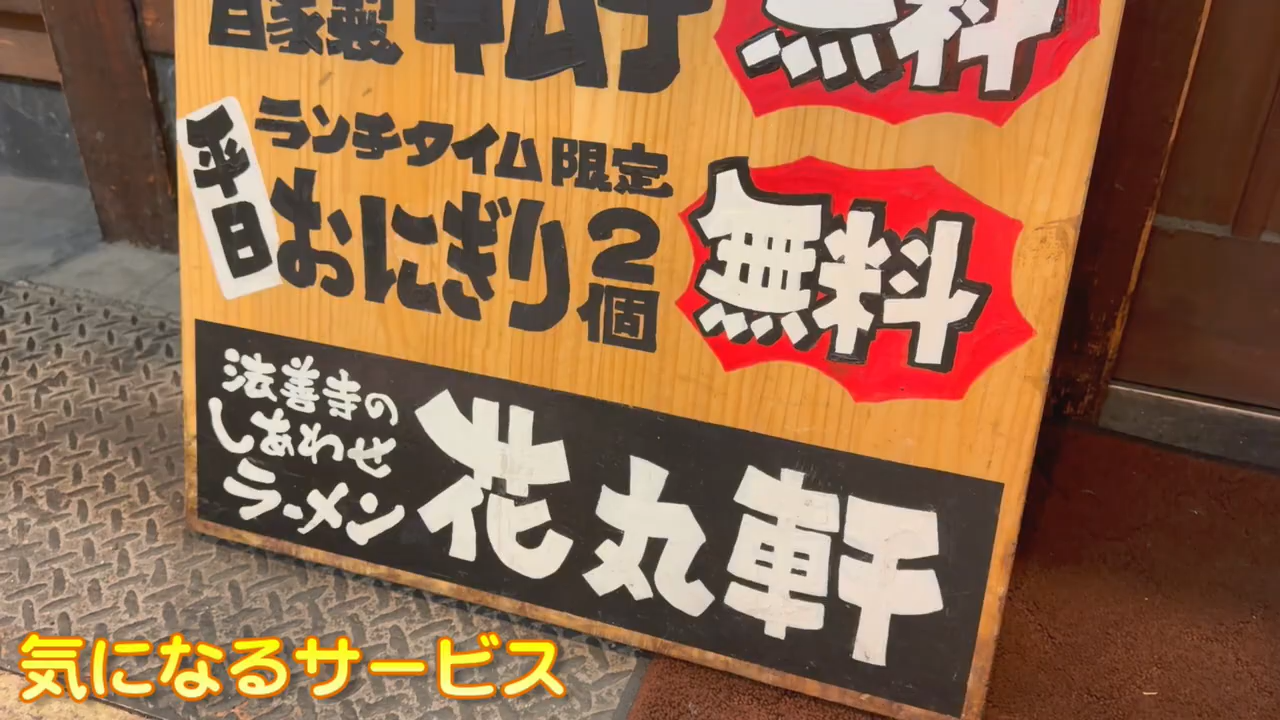 自家製キムチ 無料
平日
ランチタイム限定
おにぎり2個 無料
法善寺の
しあわせ
ラーメン
花丸軒
気になるサービス